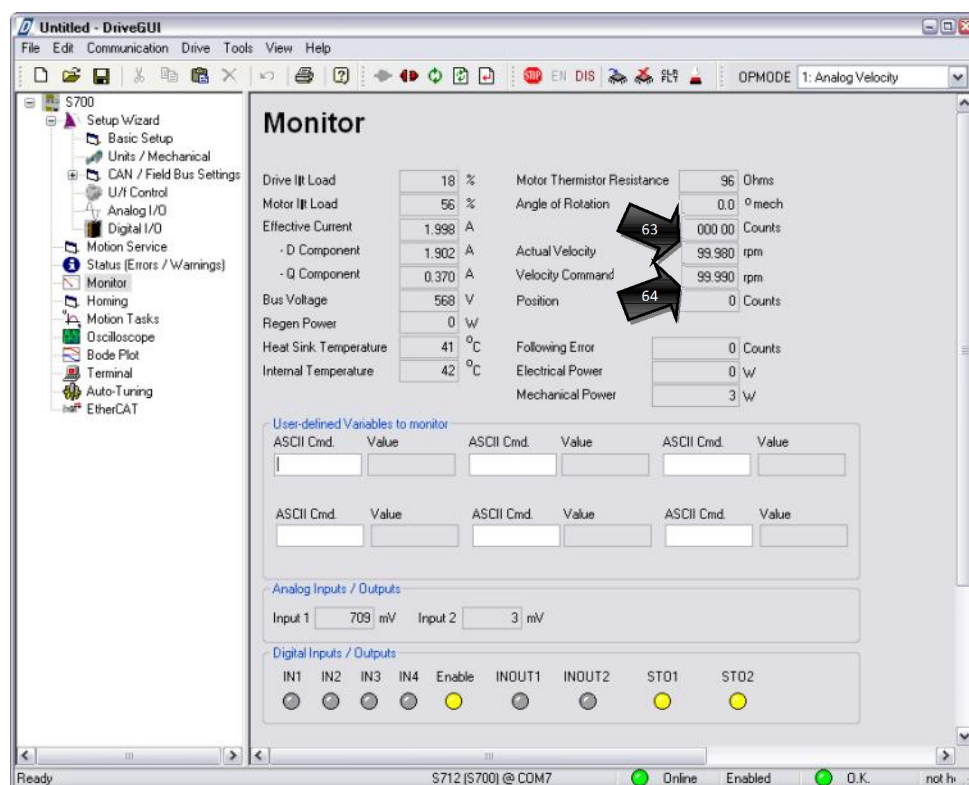 Untitled - DriveGUI
File Edit Communication Drive Tools View Help
STOP EN DIS OPMODE 1: Analog Velocity
S700
Setup Wizard
Basic Setup
Units / Mechanical
CAN / Field Bus Settings
U/f Control
Analog I/O
Digital I/O
Motion Service
Status (Errors / Warnings)
Monitor
Homing
Motion Tasks
Oscilloscope
Bode Plot
Terminal
Auto-Tuning
EtherCAT
Monitor
Drive I²t Load 18 %
Motor I²t Load 56 %
Effective Current 1.998 A
- D Component 1.902 A
- Q Component 0.370 A
Bus Voltage 568 V
Regen Power 0 W
Heat Sink Temperature 41 °C
Internal Temperature 42 °C
Motor Thermistor Resistance 96 Ohms
Angle of Rotation 0.0 ° mech
63 000 00 Counts
Actual Velocity 99.980 rpm
Velocity Command 99.990 rpm
64
Position 0 Counts
Following Error 0 Counts
Electrical Power 0 W
Mechanical Power 3 W
User-defined Variables to monitor
ASCII Cmd. Value ASCII Cmd. Value ASCII Cmd. Value
ASCII Cmd. Value ASCII Cmd. Value ASCII Cmd. Value
Analog Inputs / Outputs
Input 1 709 mV Input 2 3 mV
Digital Inputs / Outputs
IN1 IN2 IN3 IN4 Enable INOUT1 INOUT2 STO1 STO2
Ready S712 (S700) @ COM7 Online Enabled O.K. not h